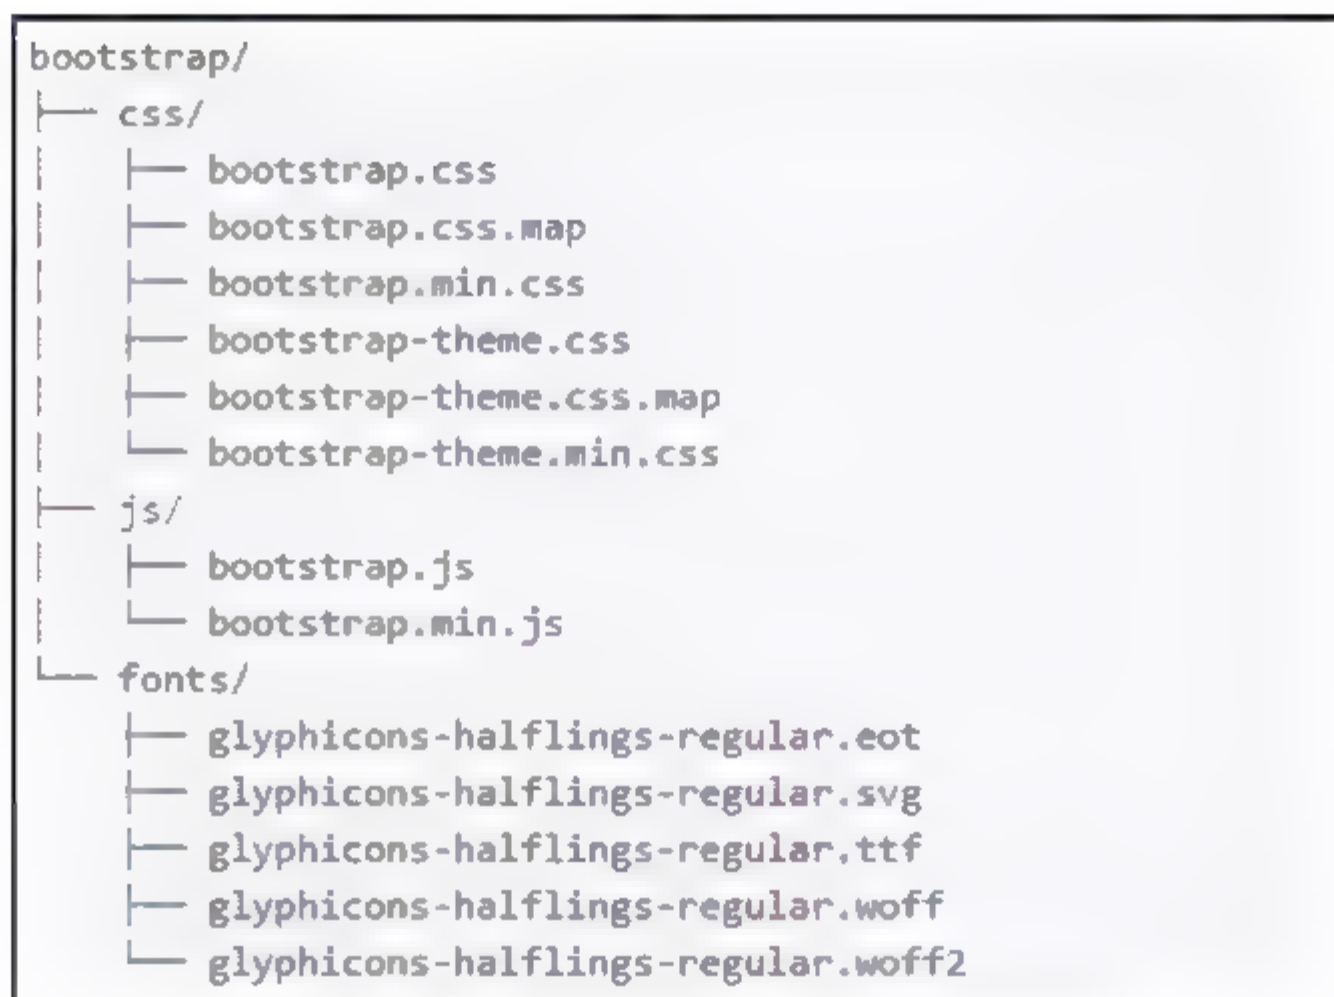 bootstrap/
├── css/
│   ├── bootstrap.css
│   ├── bootstrap.css.map
│   ├── bootstrap.min.css
│   ├── bootstrap-theme.css
│   ├── bootstrap-theme.css.map
│   └── bootstrap-theme.min.css
├── js/
│   ├── bootstrap.js
│   └── bootstrap.min.js
└── fonts/
    ├── glyphicons-halflings-regular.eot
    ├── glyphicons-halflings-regular.svg
    ├── glyphicons-halflings-regular.ttf
    ├── glyphicons-halflings-regular.woff
    └── glyphicons-halflings-regular.woff2